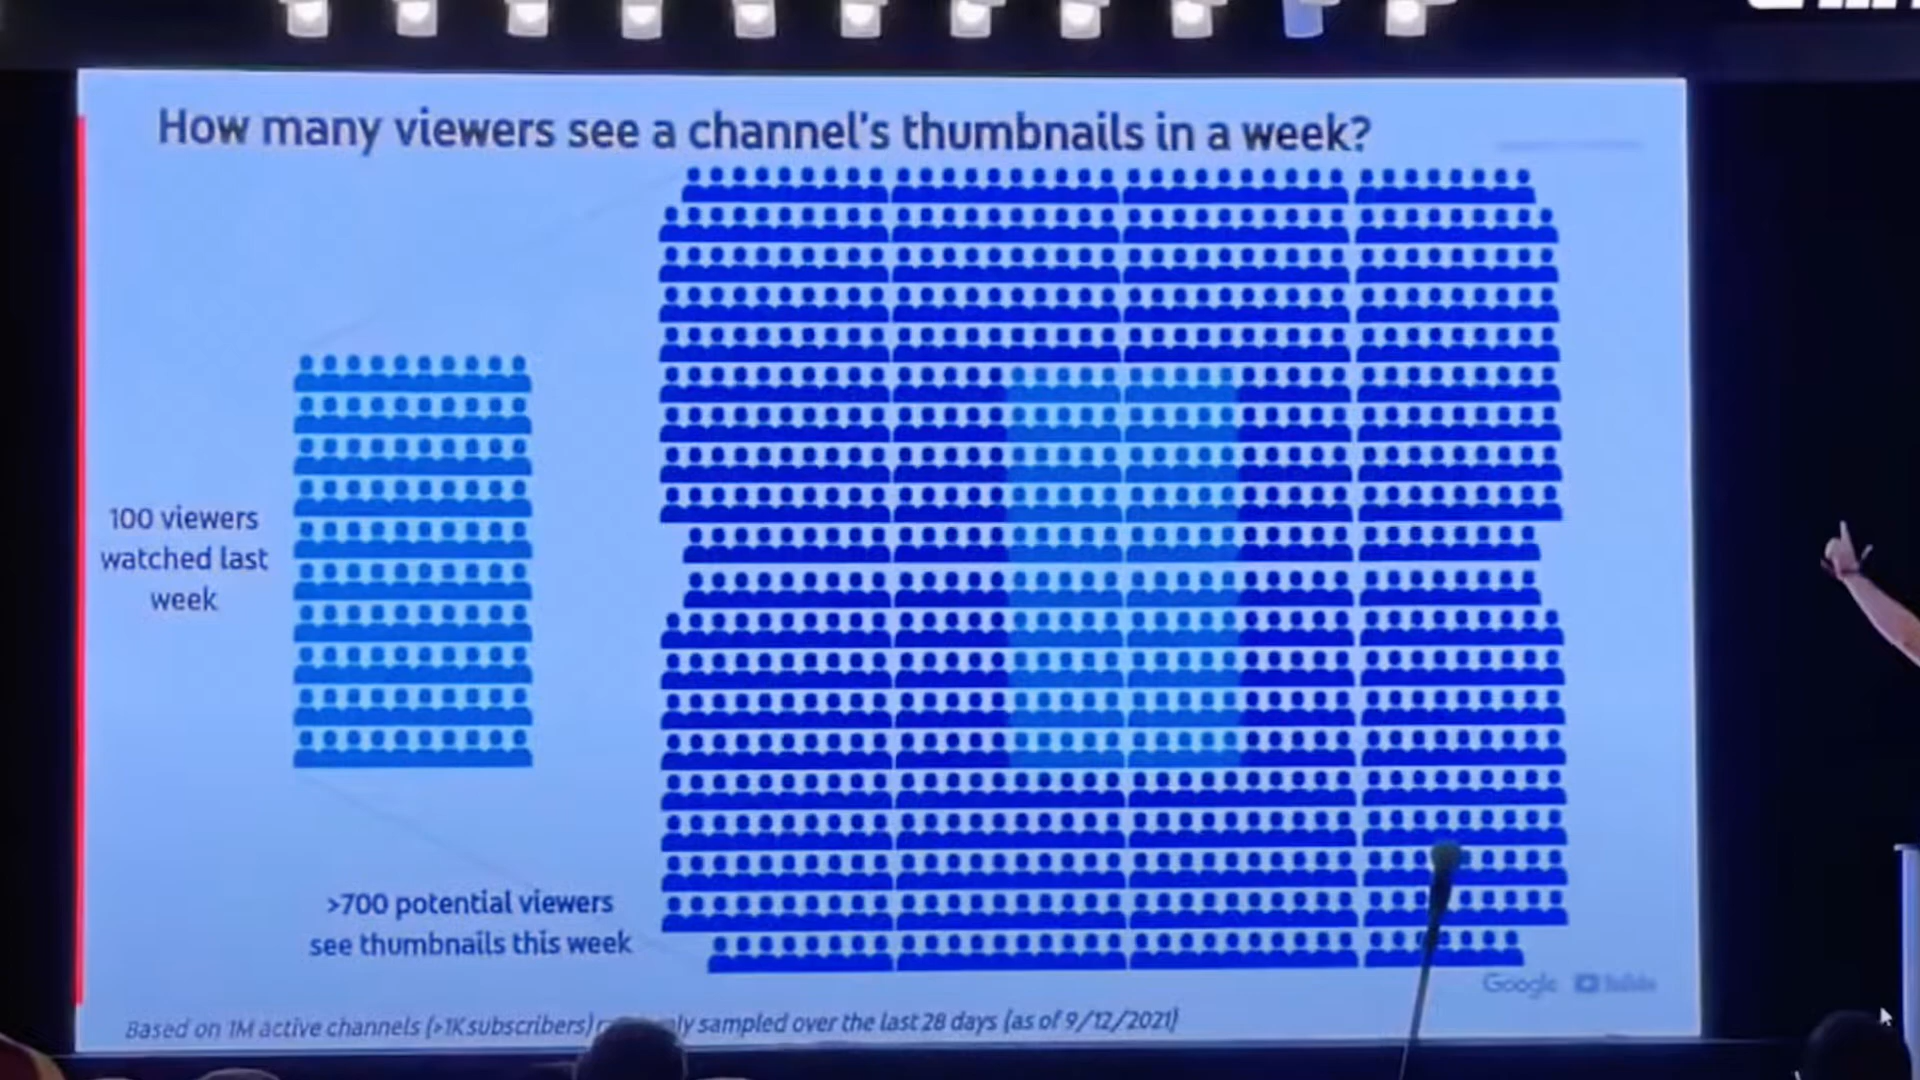 How many viewers see a channel's thumbnails in a week?
100 viewers
watched last
week
>700 potential viewers
see thumbnails this week
Google YouTube
Based on 1M active channels (>1K subscribers) sampled over the last 28 days (as of 9/12/2021)